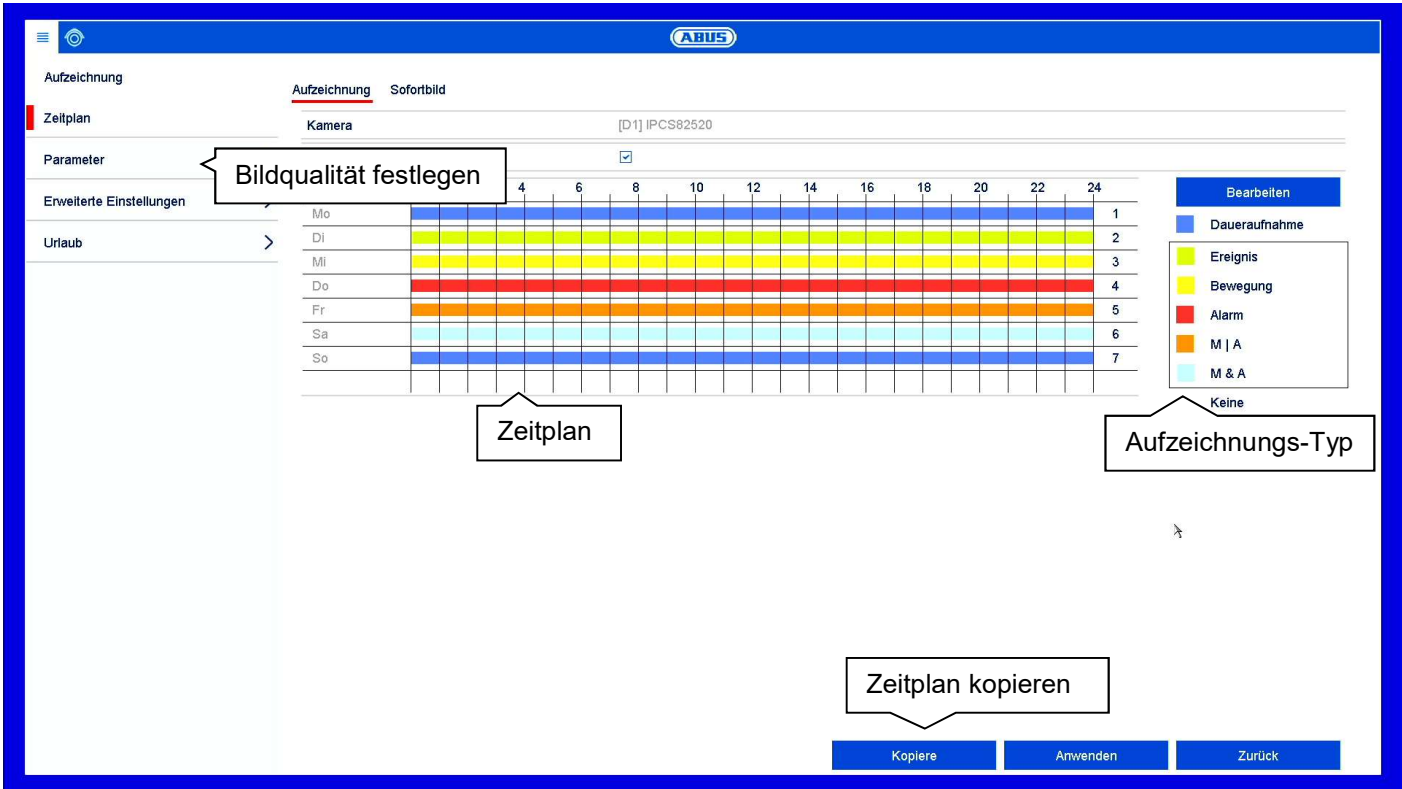 ABUS
Aufzeichnung
Zeitplan
Parameter
Erweiterte Einstellungen
Urlaub
Aufzeichnung Sofortbild
Kamera [D1] IPCS82520
Bildqualität festlegen
4 6 8 10 12 14 16 18 20 22 24
Mo 1
Di 2
Mi 3
Do 4
Fr 5
Sa 6
So 7
Bearbeiten
Daueraufnahme
Ereignis
Bewegung
Alarm
M | A
M & A
Keine
Zeitplan
Aufzeichnungs-Typ
Zeitplan kopieren
Kopiere Anwenden Zurück